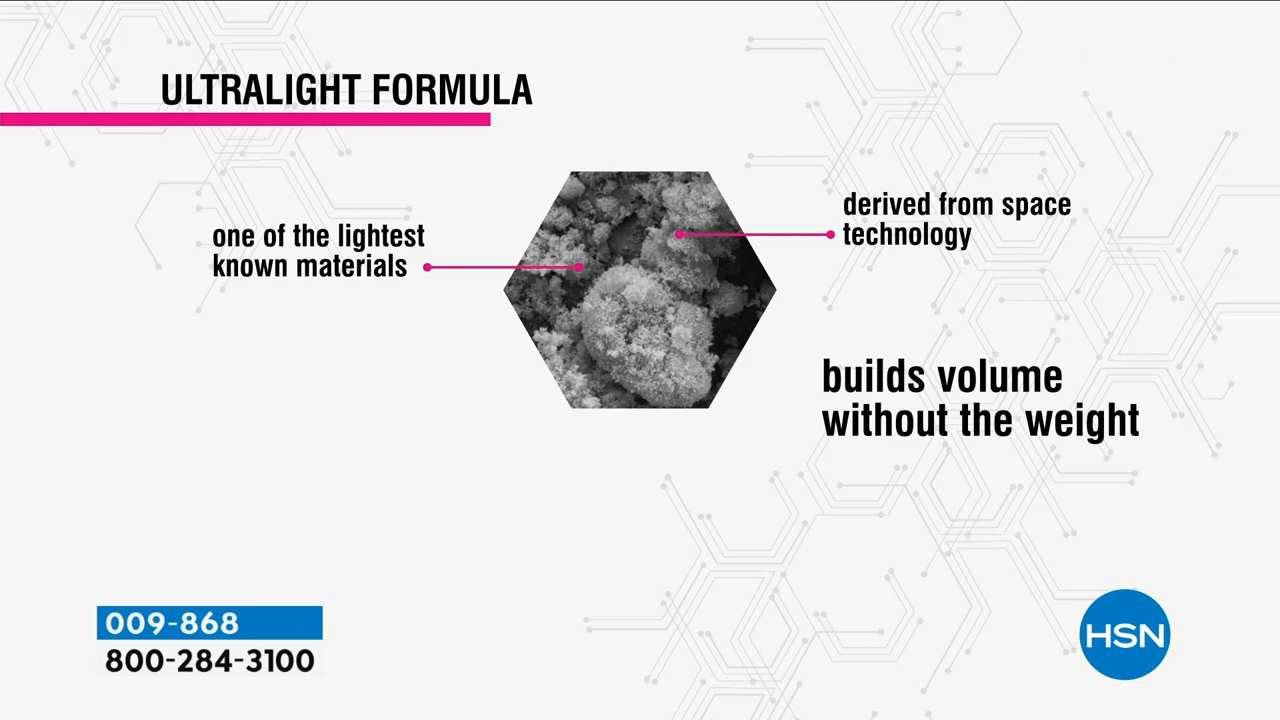 ULTRALIGHT FORMULA
one of the lightest
known materials
derived from space
technology
builds volume
without the weight
009-868
800-284-3100
HSN